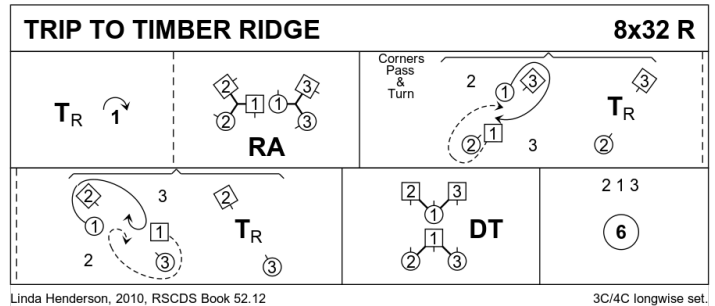 TRIP TO TIMBER RIDGE 8x32 R
TR 1
2 3
1 1
2 3
RA
Corners
Pass
&
Turn
2 1 3 3
TR
1
2 3 2
2 3 2
1 1 TR
2 3 3
2 3
1
1 DT
2 3
2 1 3
6
Linda Henderson, 2010, RSCDS Book 52.12 3C/4C longwise set.